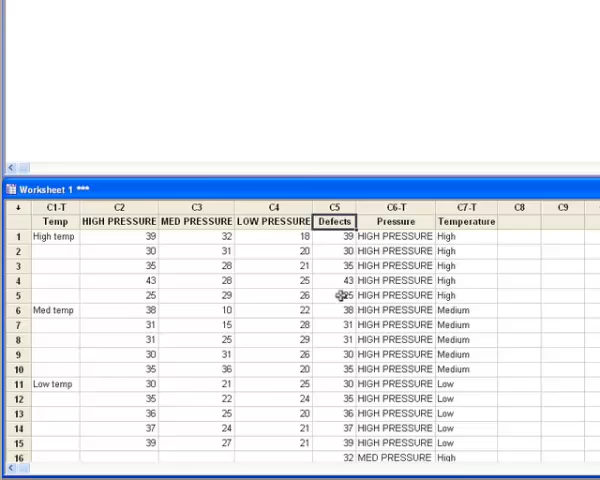 Worksheet 1 ***
C1-T C2 C3 C4 C5 C6-T C7-T C8 C9
Temp HIGH PRESSURE MED PRESSURE LOW PRESSURE Defects Pressure Temperature
1 High temp 39 32 18 39 HIGH PRESSURE High
2 30 31 20 30 HIGH PRESSURE High
3 35 28 21 35 HIGH PRESSURE High
4 43 28 25 43 HIGH PRESSURE High
5 25 29 26 HIGH PRESSURE High
6 Med temp 38 10 22 38 HIGH PRESSURE Medium
7 31 15 28 31 HIGH PRESSURE Medium
8 31 25 29 31 HIGH PRESSURE Medium
9 30 31 26 30 HIGH PRESSURE Medium
10 35 36 20 35 HIGH PRESSURE Medium
11 Low temp 30 21 25 30 HIGH PRESSURE Low
12 35 22 24 35 HIGH PRESSURE Low
13 36 25 20 36 HIGH PRESSURE Low
14 37 24 21 37 HIGH PRESSURE Low
15 39 27 21 39 HIGH PRESSURE Low
16 32 MED PRESSURE High